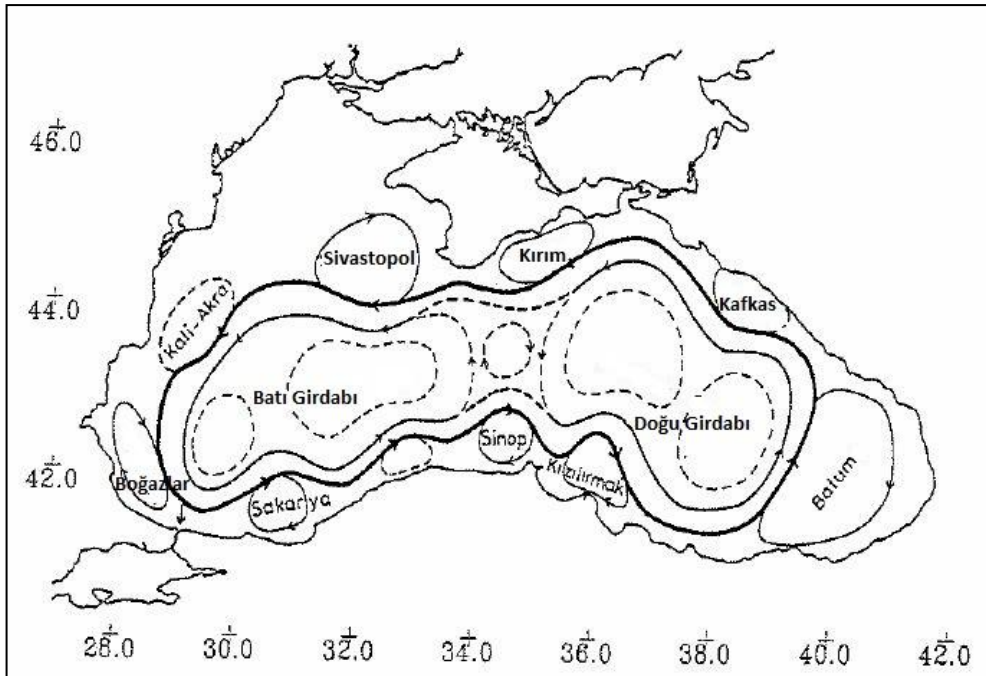 46.0
Sivastopol
Kırım
44.0
Kali-Akra
Kafkas
Batı Girdabı
Doğu Girdabı
42.0
Boğazlar
Sinop
Sakarya
Kızılırmak
Batum
28.0 30.0 32.0 34.0 36.0 38.0 40.0 42.0